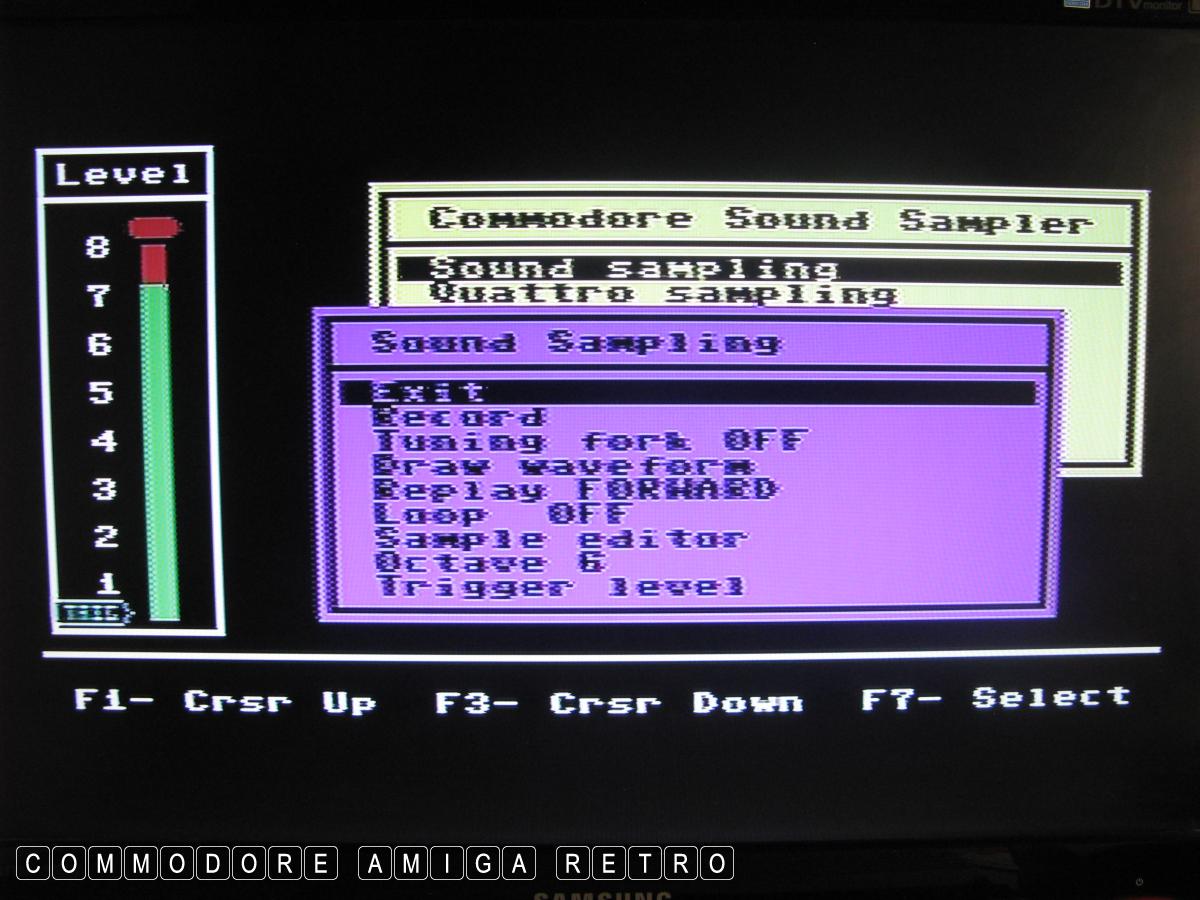 DTV monitor
Level
8
7
6
5
4
3
2
1
Commodore Sound Sampler
Sound sampling
Quattro sampling
Sound Sampling
Exit
Record
Tuning fork OFF
Draw waveform
Replay FORWARD
Loop OFF
Sample editor
Octave 6
Trigger level
F1- Crsr Up F3- Crsr Down F7- Select
COMMODORE AMIGA RETRO
SAMSUNG